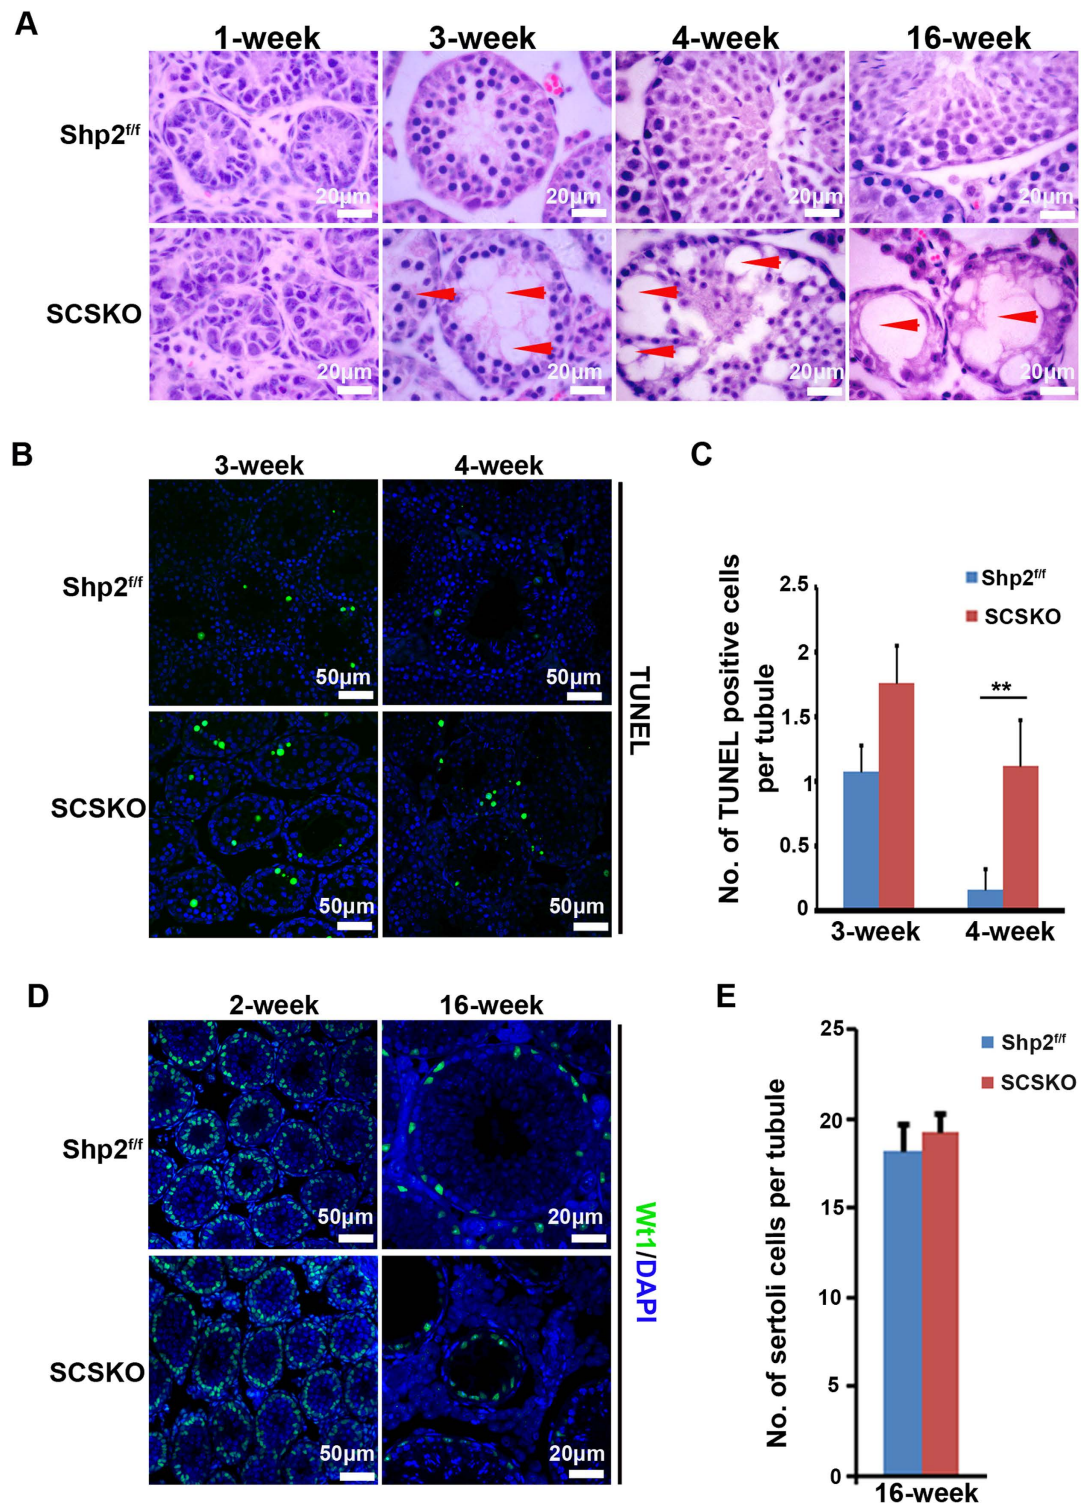 A
1-week 3-week 4-week 16-week
Shp2f/f
20μm 20μm 20μm 20μm
SCSKO
20μm 20μm 20μm 20μm
B
3-week 4-week
Shp2f/f
50μm 50μm
SCSKO
50μm 50μm
TUNEL
C
No. of TUNEL positive cells
per tubule
Shp2f/f
SCSKO
2.5
2
1.5
1
0.5
0
**
3-week 4-week
D
2-week 16-week
Shp2f/f
50μm 20μm
SCSKO
50μm 20μm
Wt1/DAPI
E
No. of sertoli cells per tubule
Shp2f/f
SCSKO
25
20
15
10
5
0
16-week